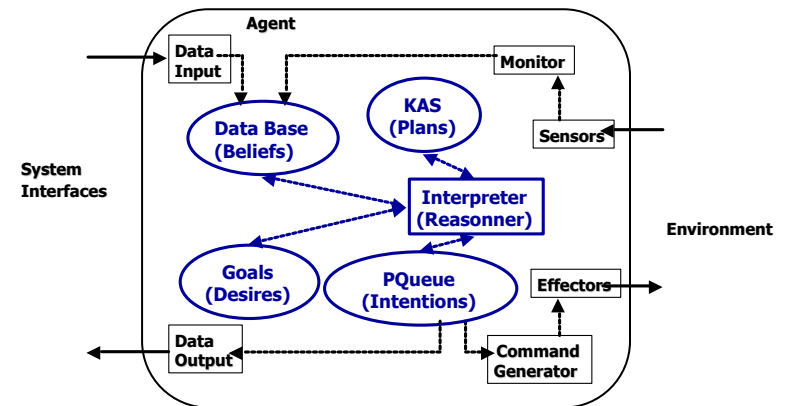 Agent
Data
Input
Monitor
KAS
(Plans)
Data Base
(Beliefs)
Sensors
System
Interfaces
Interpreter
(Reasonner)
Environment
Goals
(Desires)
PQueue
(Intentions)
Effectors
Data
Output
Command
Generator